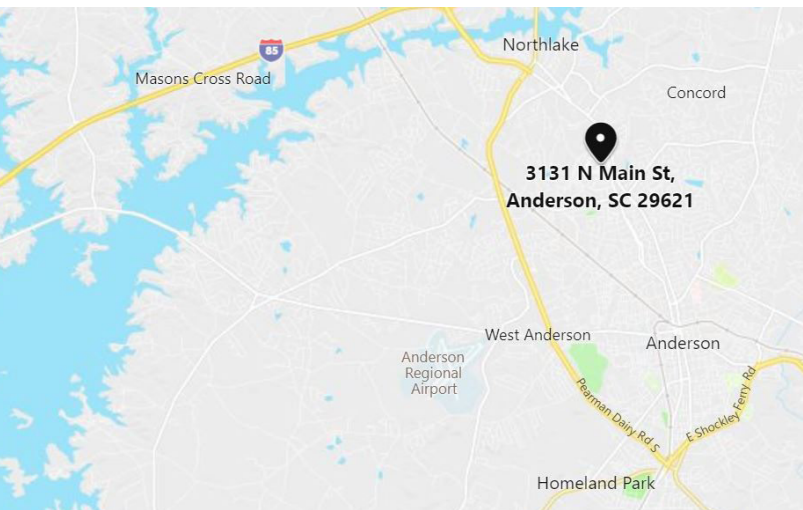 Northlake
85
Masons Cross Road
Concord
3131 N Main St,
Anderson, SC 29621
West Anderson
Anderson
Anderson
Regional
Airport
Pearman Dairy Rd S
E Shockley Ferry Rd
Homeland Park